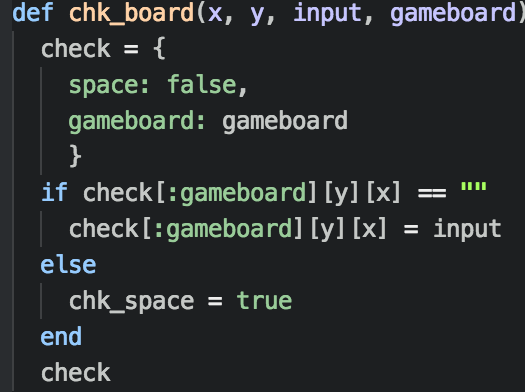 def chk_board(x, y, input, gameboard)
  check = {
    space: false,
    gameboard: gameboard
    }
  if check[:gameboard][y][x] == ""
    check[:gameboard][y][x] = input
  else
    chk_space = true
  end
  check